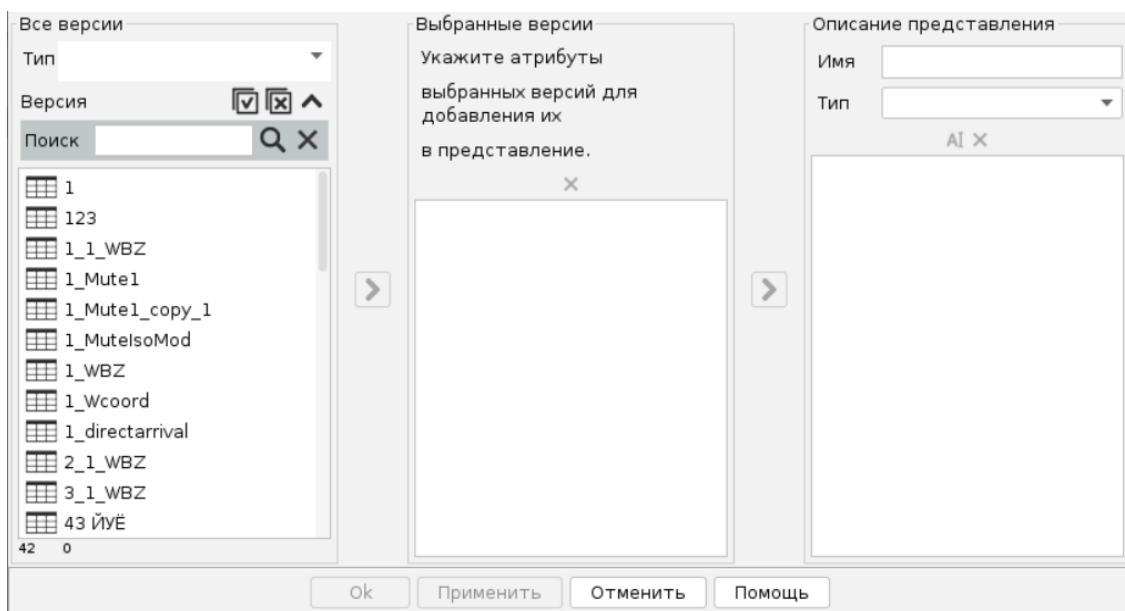 Все версии
Тип
Версия
Поиск
1
123
1_1_WBZ
1_Mute1
1_Mute1_copy_1
1_MuteIsoMod
1_WBZ
1_Wcoord
1_directarrival
2_1_WBZ
3_1_WBZ
43 ЙУЁ
42 0
Выбранные версии
Укажите атрибуты
выбранных версий для
добавления их
в представление.
Описание представления
Имя
Тип
AI
Ok Применить Отменить Помощь